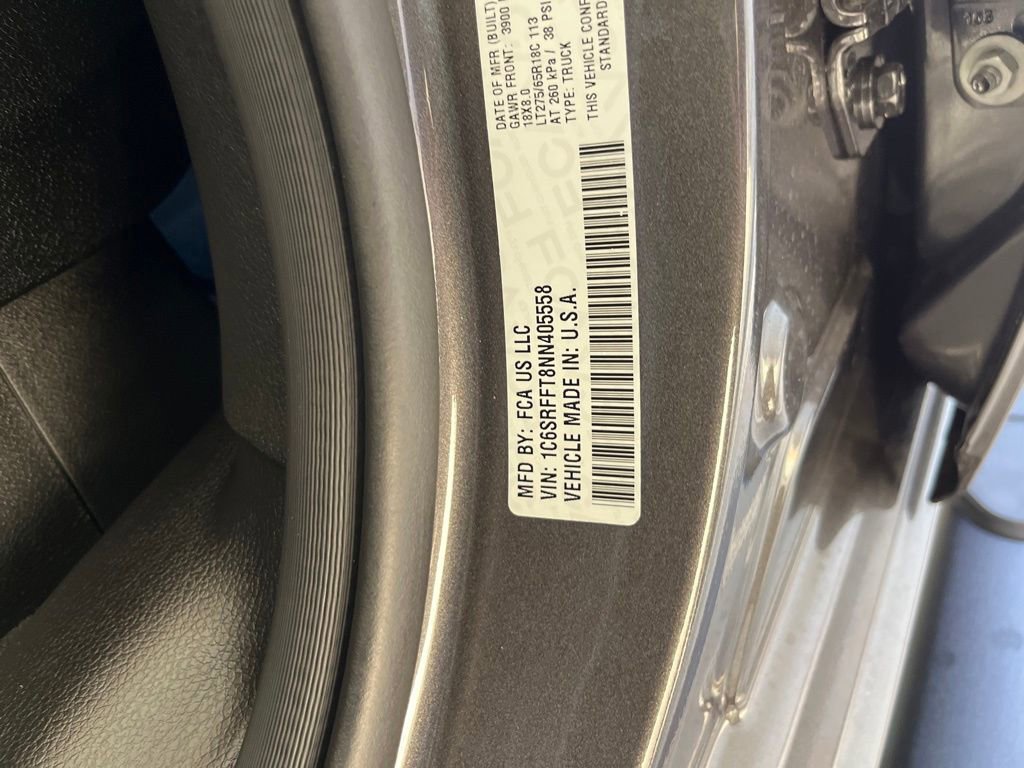 MFD BY: FCA US LLC
VIN: 1C6SRFFT8NN405558
VEHICLE MADE IN: U.S.A.
DATE OF MFR (BUILT)
GAWR FRONT: 3900
18X8.0
LT275/65R18C 113
AT 260 kPa / 38 PSI
TYPE: TRUCK
THIS VEHICLE CONF
STANDARD